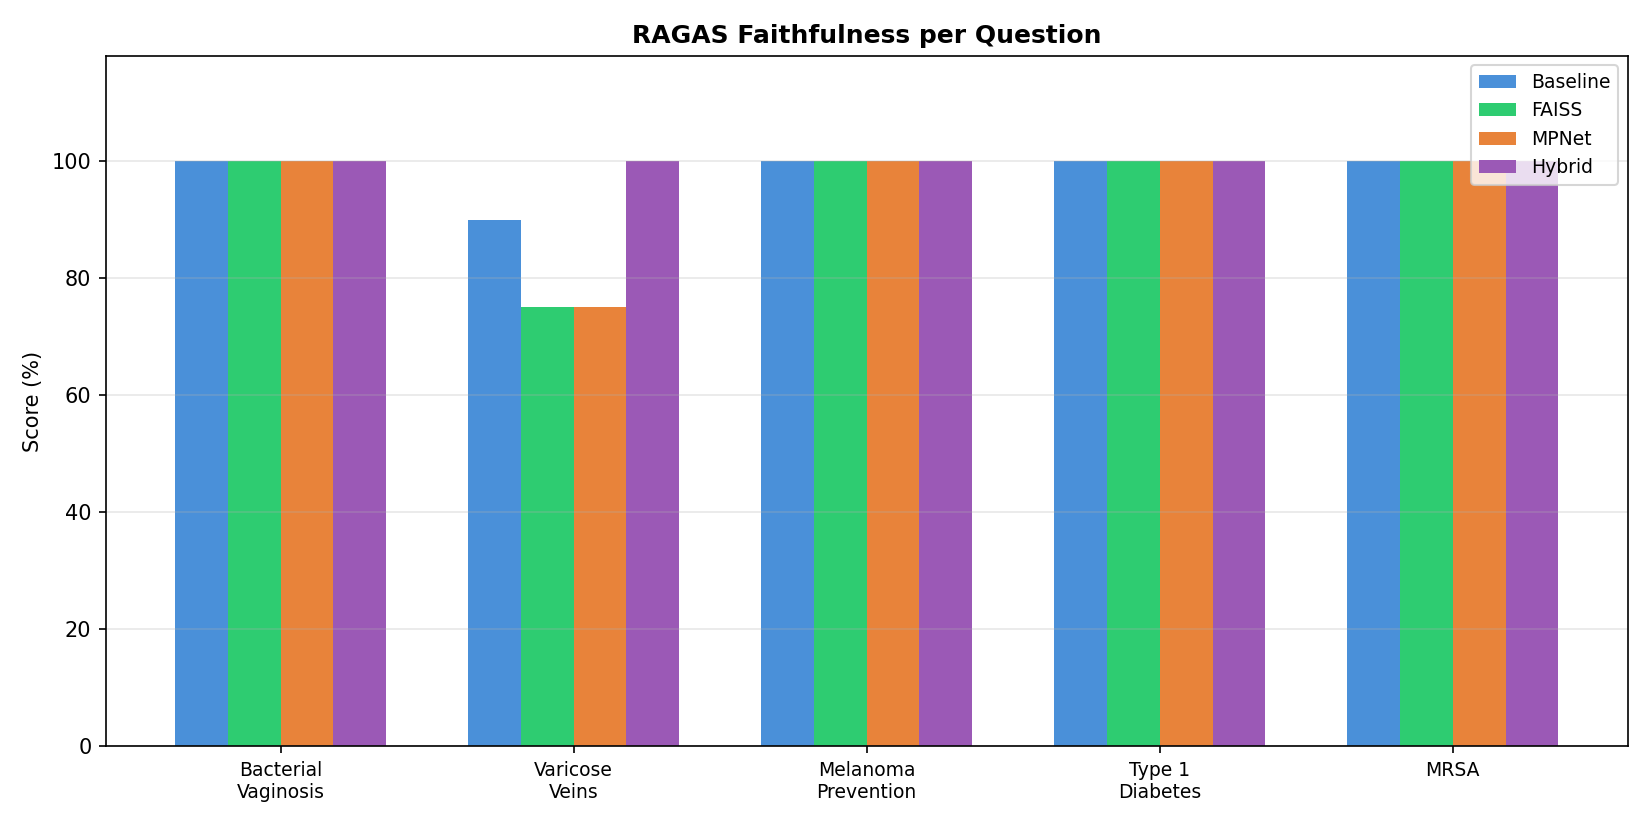 RAGAS Faithfulness per Question
Baseline
FAISS
MPNet
Hybrid
Score (%)
100
80
60
40
20
0
Bacterial
Vaginosis
Varicose
Veins
Melanoma
Prevention
Type 1
Diabetes
MRSA